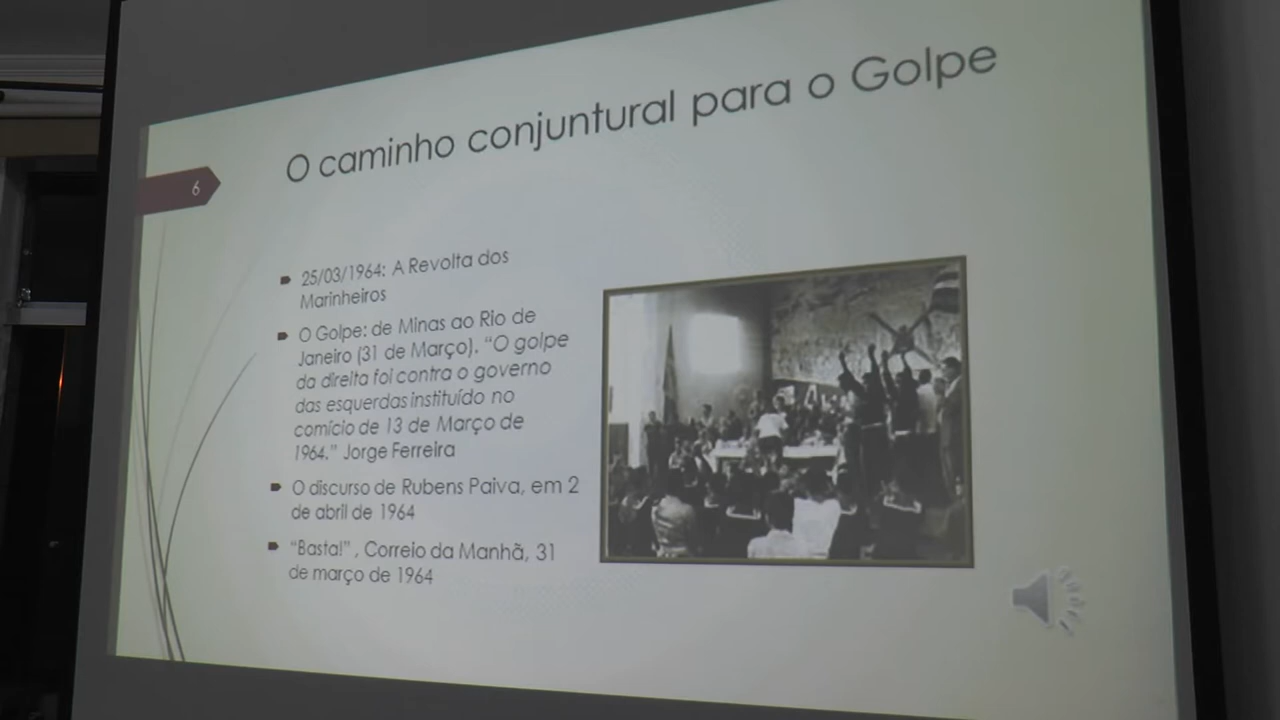 O caminho conjuntural para o Golpe
6
25/03/1964: A Revolta dos
Marinheiros
O Golpe: de Minas ao Rio de
Janeiro (31 de Março). “O golpe
da direita foi contra o governo
das esquerdas instituído no
comício de 13 de Março de
1964.” Jorge Ferreira
O discurso de Rubens Paiva, em 2
de abril de 1964
“Basta!” , Correio da Manhã, 31
de março de 1964